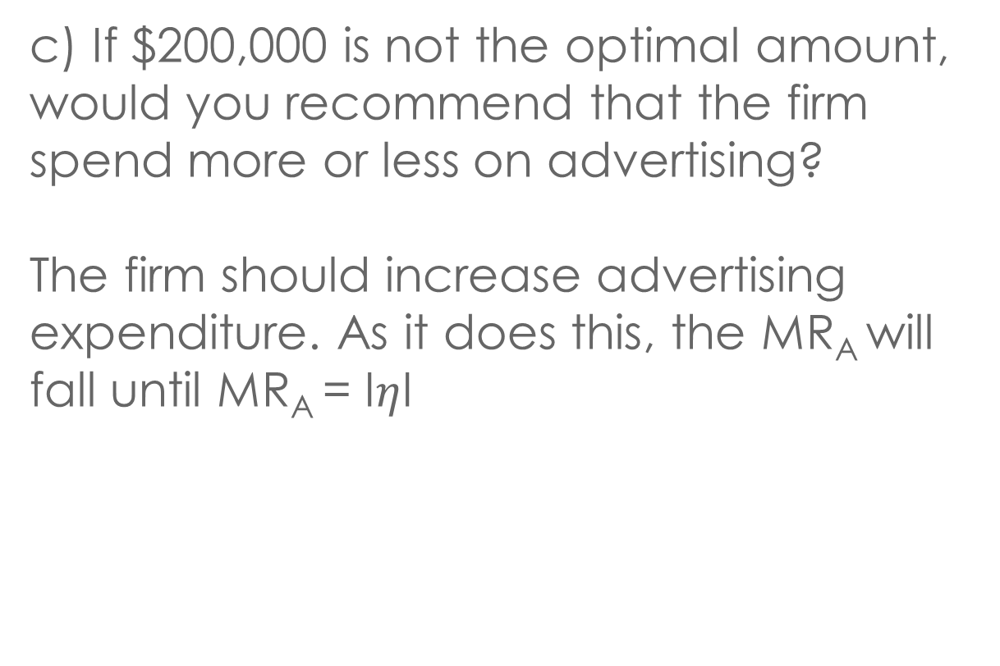 c) If $200,000 is not the optimal amount,
would you recommend that the firm
spend more or less on advertising?
The firm should increase advertising
expenditure. As it does this, the MR_A will
fall until MR_A = |η|